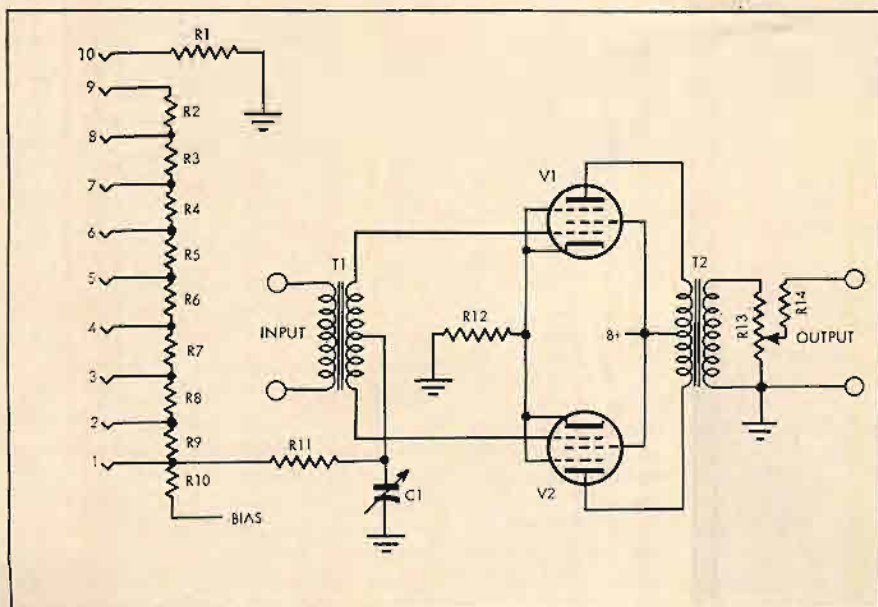 10
R1
9
R2
8
R3
7
R4
6
R5
5
R6
4
R7
3
R8
2
R9
1
R10
BIAS
R11
C1
T1
INPUT
R12
V1
V2
B+
T2
R13
R14
OUTPUT